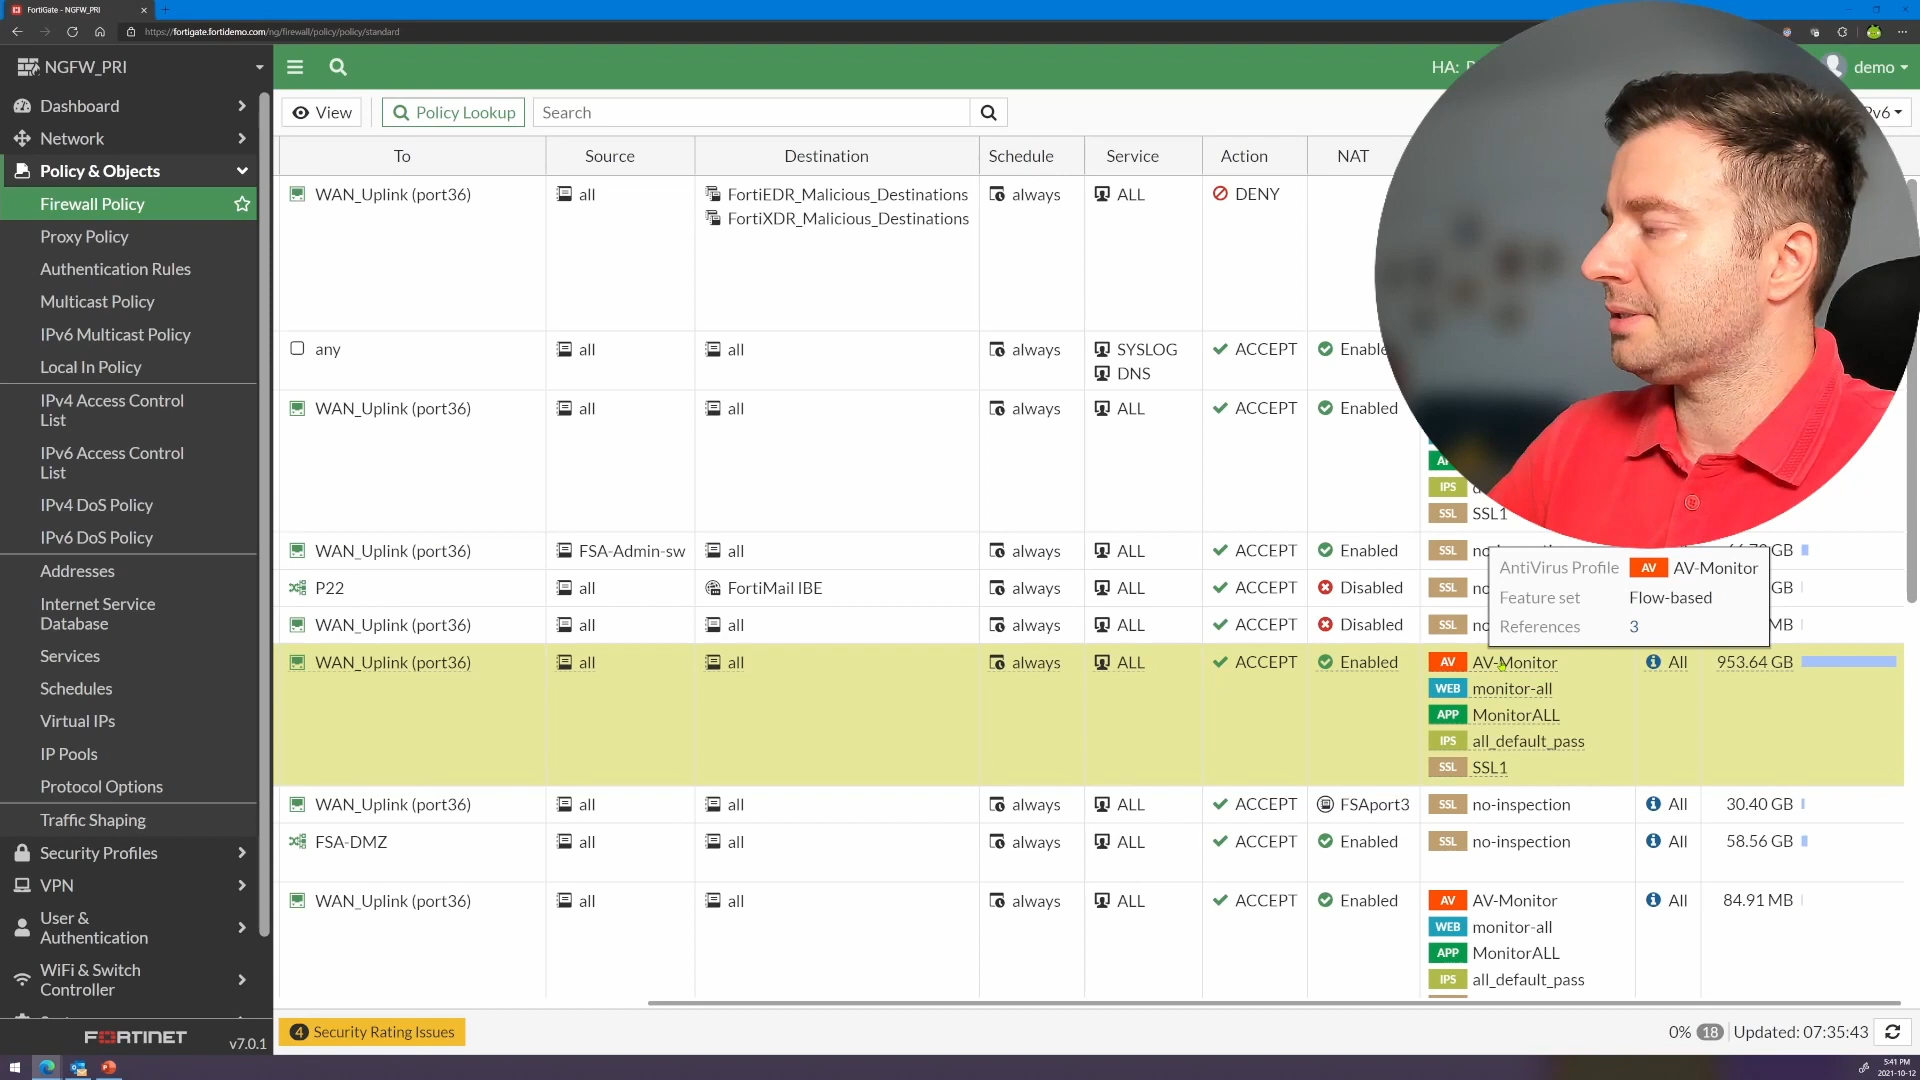 FortiGate - NGFW_PRI
https://fortigate.fortidemo.com/ng/firewall/policy/policy/standard
NGFW_PRI
HA:
demo
View
Policy Lookup
Search
Dashboard
Network
Policy & Objects
Firewall Policy
Proxy Policy
Authentication Rules
Multicast Policy
IPv6 Multicast Policy
Local In Policy
IPv4 Access Control
List
IPv6 Access Control
List
IPv4 DoS Policy
IPv6 DoS Policy
Addresses
Internet Service
Database
Services
Schedules
Virtual IPs
IP Pools
Protocol Options
Traffic Shaping
Security Profiles
VPN
User &
Authentication
WiFi & Switch
Controller
FORTINET v7.0.1
To Source Destination Schedule Service Action NAT
WAN_Uplink (port36) all FortiEDR_Malicious_Destinations always ALL DENY
FortiXDR_Malicious_Destinations
any all all always SYSLOG ACCEPT
DNS
WAN_Uplink (port36) all all always ALL ACCEPT Enabled
IPS
SSL SSL1
WAN_Uplink (port36) FSA-Admin-sw all always ALL ACCEPT Enabled SSL GB
P22 all FortiMail IBE always ALL ACCEPT Disabled SSL GB
WAN_Uplink (port36) all all always ALL ACCEPT Disabled SSL MB
AntiVirus Profile AV AV-Monitor
Feature set Flow-based
References 3
WAN_Uplink (port36) all all always ALL ACCEPT Enabled AV AV-Monitor All 953.64 GB
WEB monitor-all
APP MonitorALL
IPS all_default_pass
SSL SSL1
WAN_Uplink (port36) all all always ALL ACCEPT FSAport3 SSL no-inspection All 30.40 GB
FSA-DMZ all all always ALL ACCEPT Enabled SSL no-inspection All 58.56 GB
WAN_Uplink (port36) all all always ALL ACCEPT Enabled AV AV-Monitor All 84.91 MB
WEB monitor-all
APP MonitorALL
IPS all_default_pass
4 Security Rating Issues
0% 18 Updated: 07:35:43
5:41 PM
2021-10-12